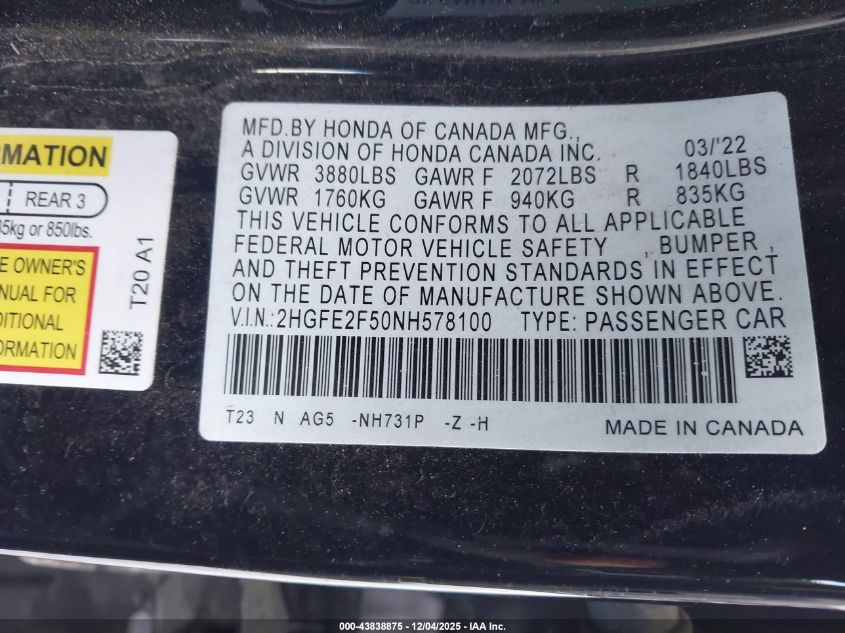 RMATION
REAR 3
35kg or 850lbs.
E OWNER'S
NUAL FOR
DITIONAL
ORMATION
T20 A1
MFD.BY HONDA OF CANADA MFG.,
A DIVISION OF HONDA CANADA INC. 03/'22
GVWR 3880LBS GAWR F 2072LBS R 1840LBS
GVWR 1760KG GAWR F 940KG R 835KG
THIS VEHICLE CONFORMS TO ALL APPLICABLE
FEDERAL MOTOR VEHICLE SAFETY , BUMPER ,
AND THEFT PREVENTION STANDARDS IN EFFECT
ON THE DATE OF MANUFACTURE SHOWN ABOVE.
V.I.N.: 2HGFE2F50NH578100 TYPE: PASSENGER CAR
T23 N AG5 -NH731P -Z -H
MADE IN CANADA
000-43838875 - 12/04/2025 - IAA Inc.